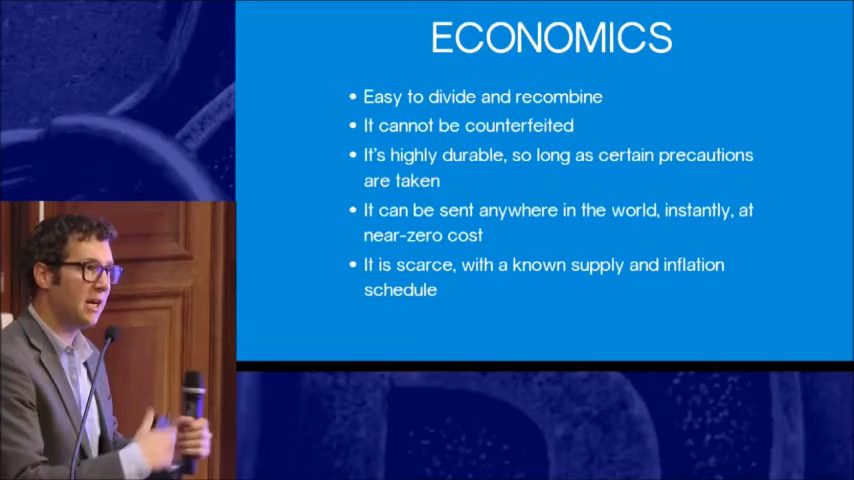 ECONOMICS
• Easy to divide and recombine
• It cannot be counterfeited
• It's highly durable, so long as certain precautions
are taken
• It can be sent anywhere in the world, instantly, at
near-zero cost
• It is scarce, with a known supply and inflation
schedule